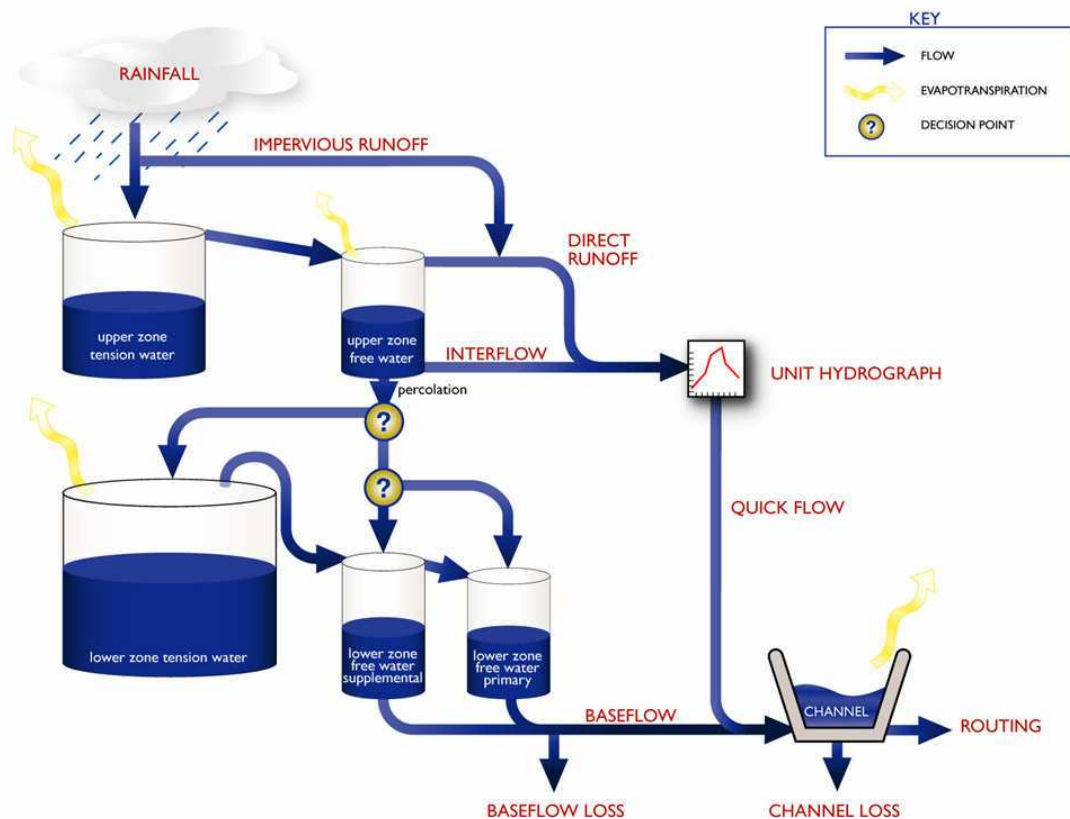 KEY
FLOW
EVAPOTRANSPIRATION
?
DECISION POINT
RAINFALL
IMPERVIOUS RUNOFF
DIRECT
RUNOFF
upper zone
tension water
upper zone
free water
INTERFLOW
UNIT HYDROGRAPH
percolation
?
?
QUICK FLOW
lower zone tension water
lower zone
free water
supplemental
lower zone
free water
primary
BASEFLOW
CHANNEL
ROUTING
BASEFLOW LOSS
CHANNEL LOSS